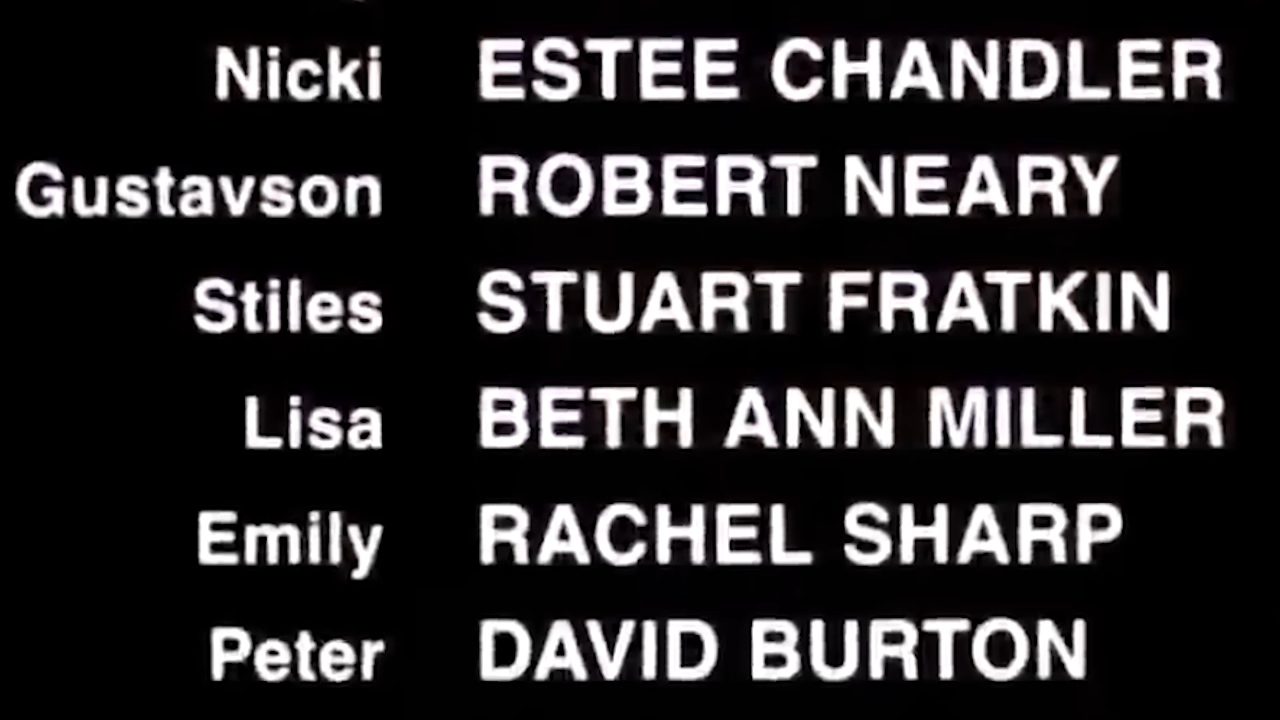 Nicki ESTEE CHANDLER
Gustavson ROBERT NEARY
Stiles STUART FRATKIN
Lisa BETH ANN MILLER
Emily RACHEL SHARP
Peter DAVID BURTON